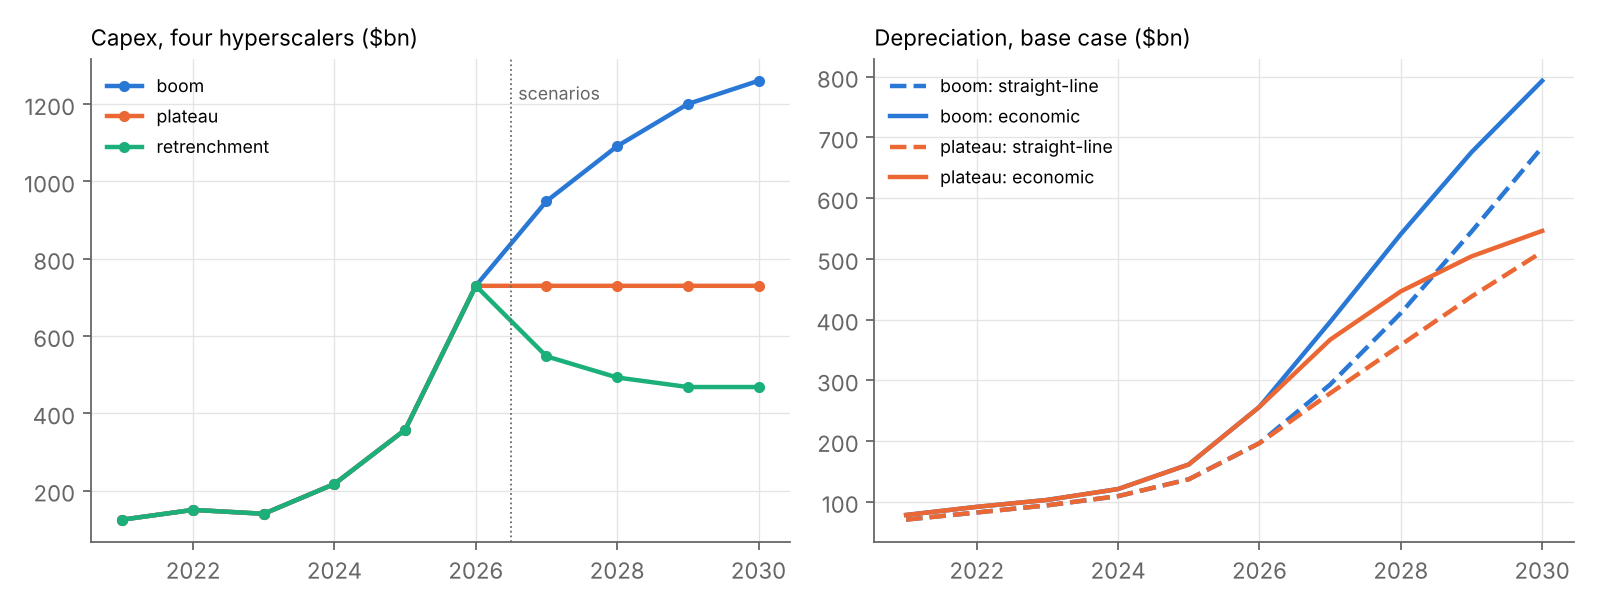 Capex, four hyperscalers ($bn)
boom
plateau
retrenchment
scenarios
1200
1000
800
600
400
200
2022
2024
2026
2028
2030
Depreciation, base case ($bn)
boom: straight-line
boom: economic
plateau: straight-line
plateau: economic
800
700
600
500
400
300
200
100
2022
2024
2026
2028
2030